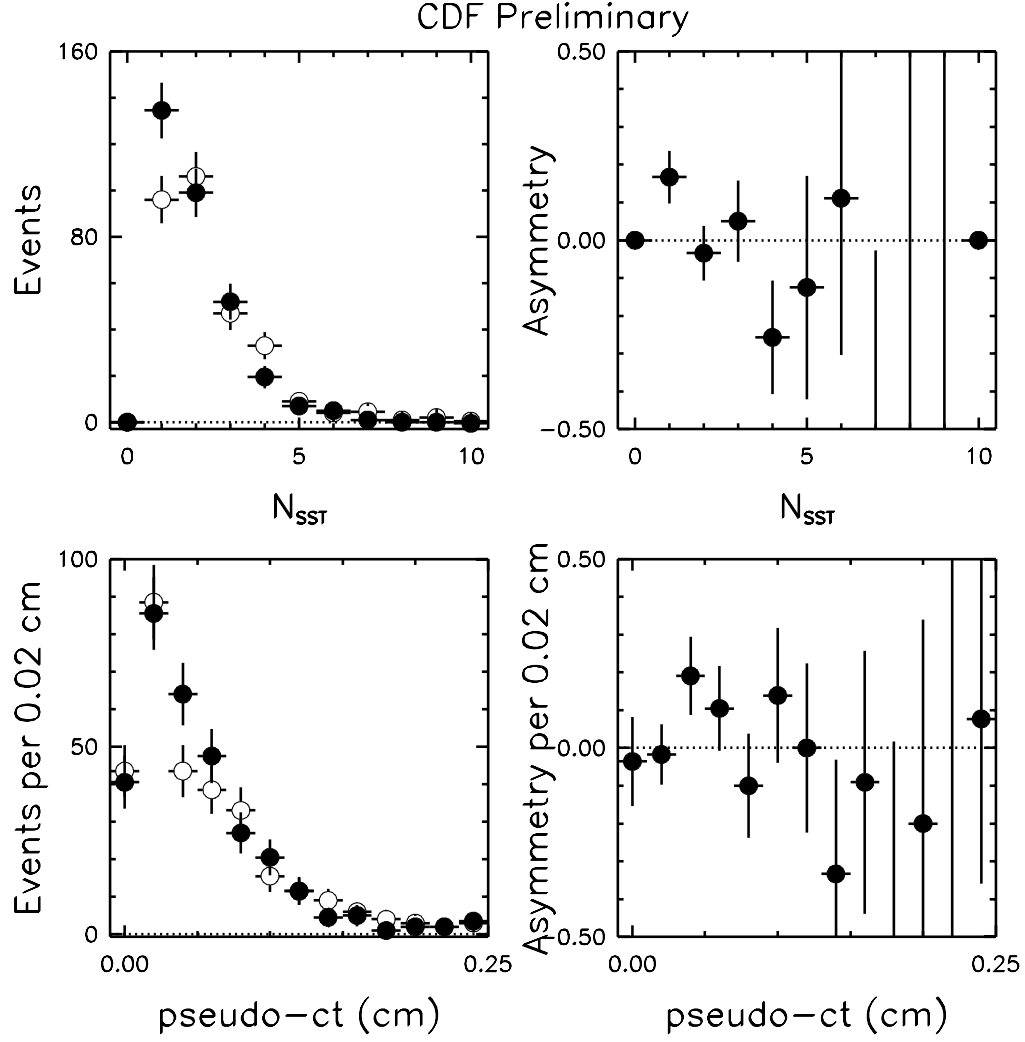 CDF Preliminary
160
80
0
Events
0 5 10
N_SST
0.50
0.00
-0.50
Asymmetry
0 5 10
N_SST
100
50
0
Events per 0.02 cm
0.00 0.25
pseudo-ct (cm)
0.50
-0.00
-0.50
Asymmetry per 0.02 cm
0.00 0.25
pseudo-ct (cm)